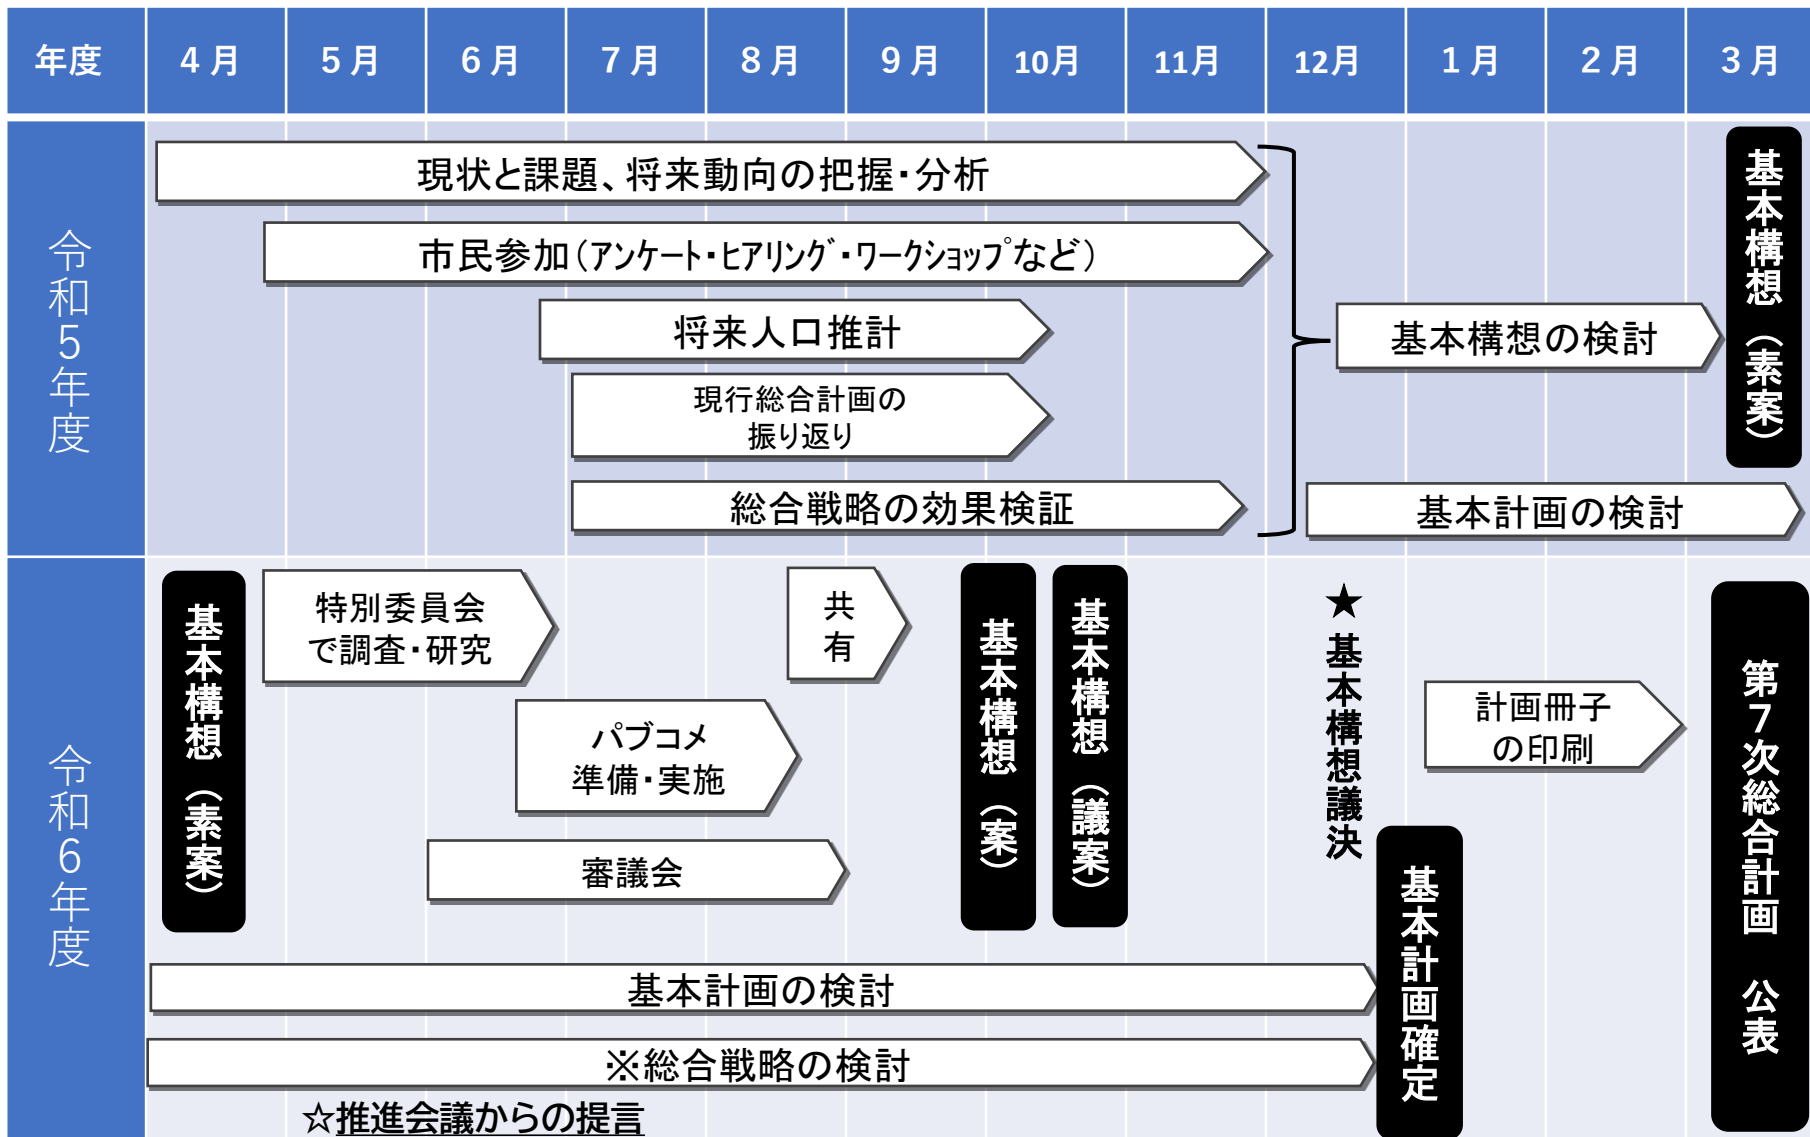 年度
4月
5月
6月
7月
8月
9月
10月
11月
12月
1月
2月
3月
令和5年度
現状と課題、将来動向の把握・分析
市民参加（アンケート・ヒアリング・ワークショップなど）
将来人口推計
現行総合計画の
振り返り
総合戦略の効果検証
基本構想の検討
基本計画の検討
基本構想（素案）
令和6年度
基本構想（素案）
特別委員会
で調査・研究
パブコメ
準備・実施
審議会
共
有
基本構想（案）
基本構想（議案）
★基本構想議決
計画冊子
の印刷
基本計画の検討
※総合戦略の検討
☆推進会議からの提言
基本計画確定
第7次総合計画　公表